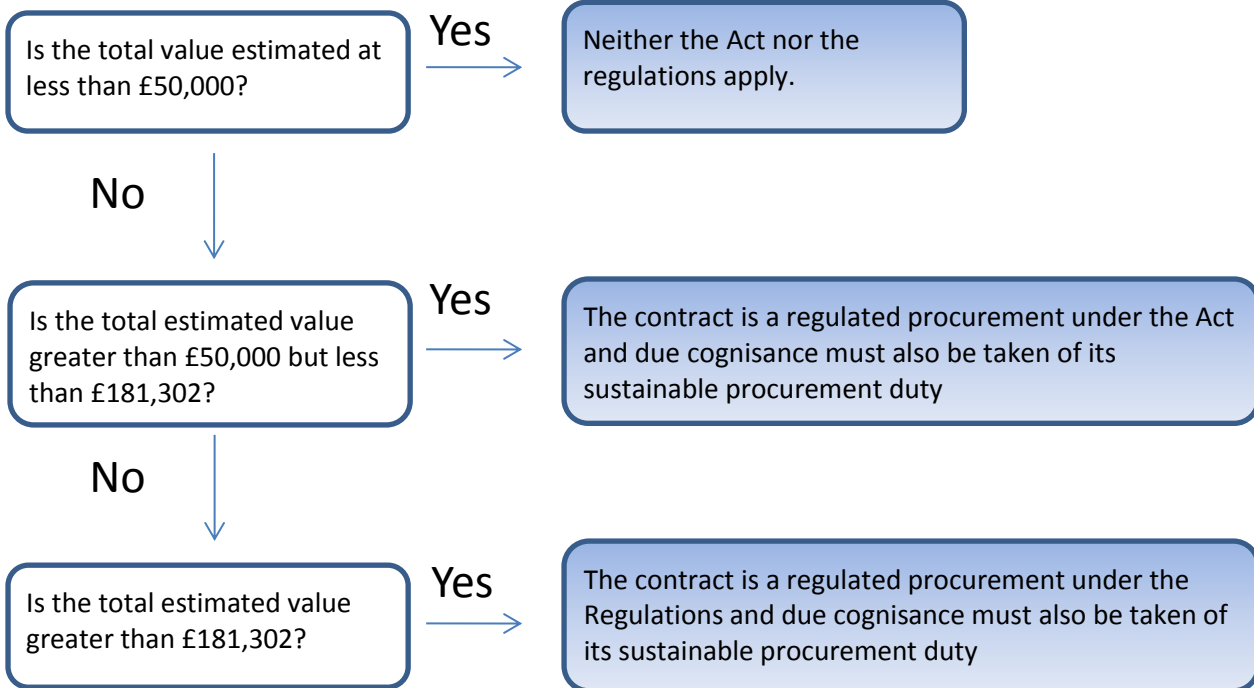 Is the total value estimated at
less than £50,000?
Yes
Neither the Act nor the
regulations apply.
No
Is the total estimated value
greater than £50,000 but less
than £181,302?
Yes
The contract is a regulated procurement under the Act
and due cognisance must also be taken of its
sustainable procurement duty
No
Is the total estimated value
greater than £181,302?
Yes
The contract is a regulated procurement under the
Regulations and due cognisance must also be taken of
its sustainable procurement duty